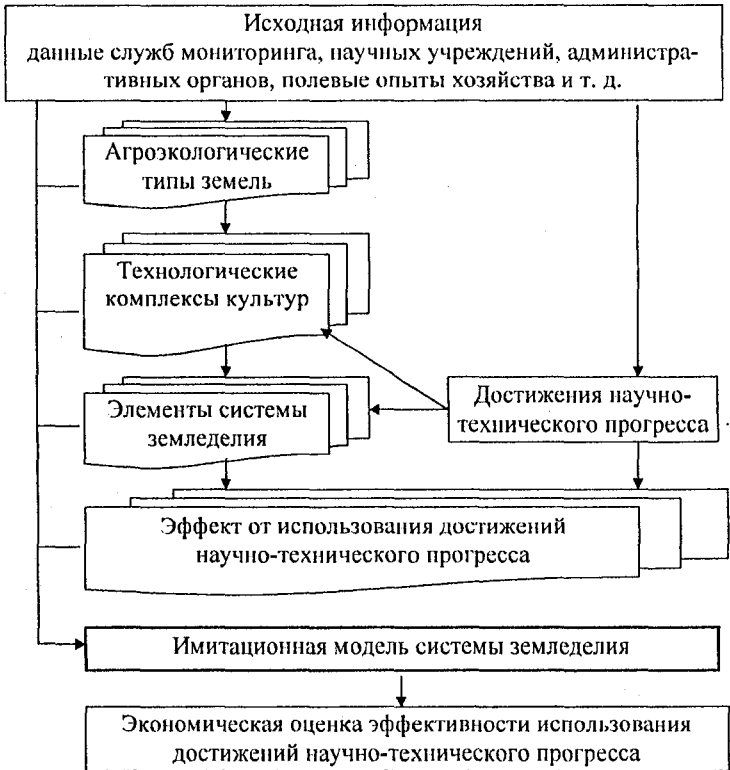 Исходная информация
данные служб мониторинга, научных учреждений, администра-
тивных органов, полевые опыты хозяйства и т. д.
Агроэкологические
типы земель
Технологические
комплексы культур
Элементы системы
земледелия
Достижения научно-
технического прогресса
Эффект от использования достижений
научно-технического прогресса
Имитационная модель системы земледелия
Экономическая оценка эффективности использования
достижений научно-технического прогресса